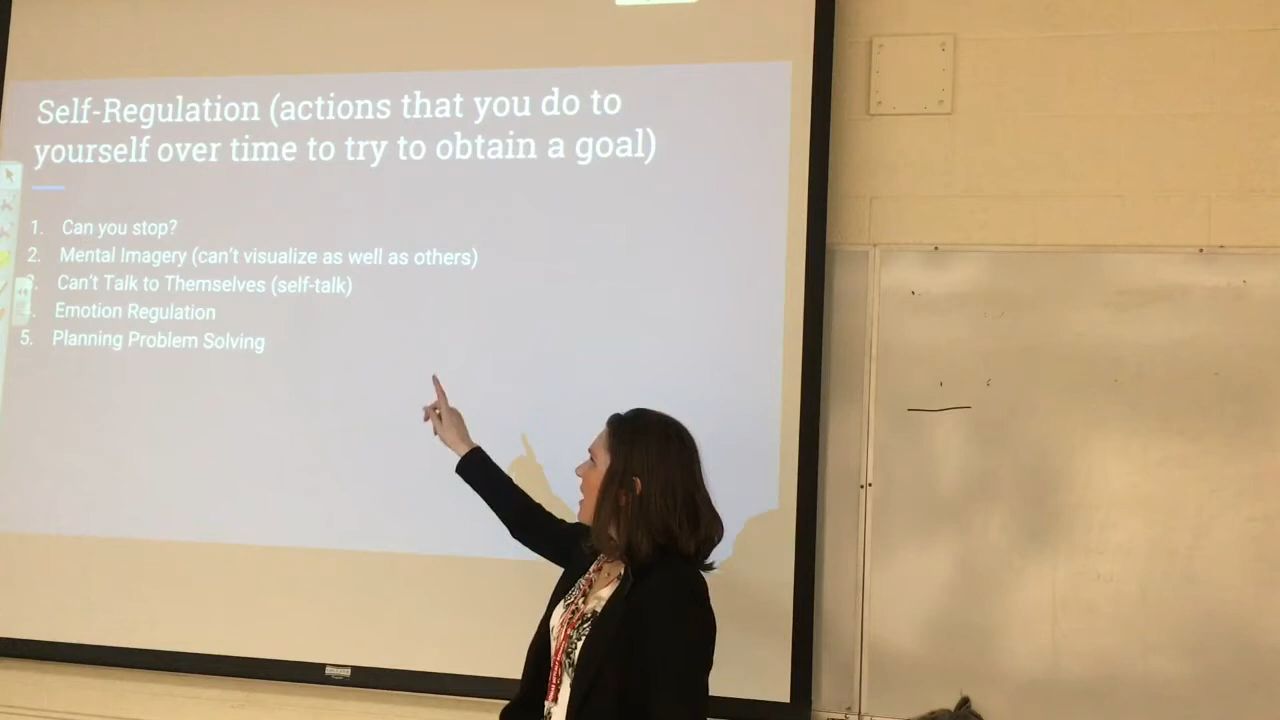 Self-Regulation (actions that you do to
yourself over time to try to obtain a goal)
1. Can you stop?
2. Mental Imagery (can't visualize as well as others)
3. Can't Talk to Themselves (self-talk)
4. Emotion Regulation
5. Planning Problem Solving